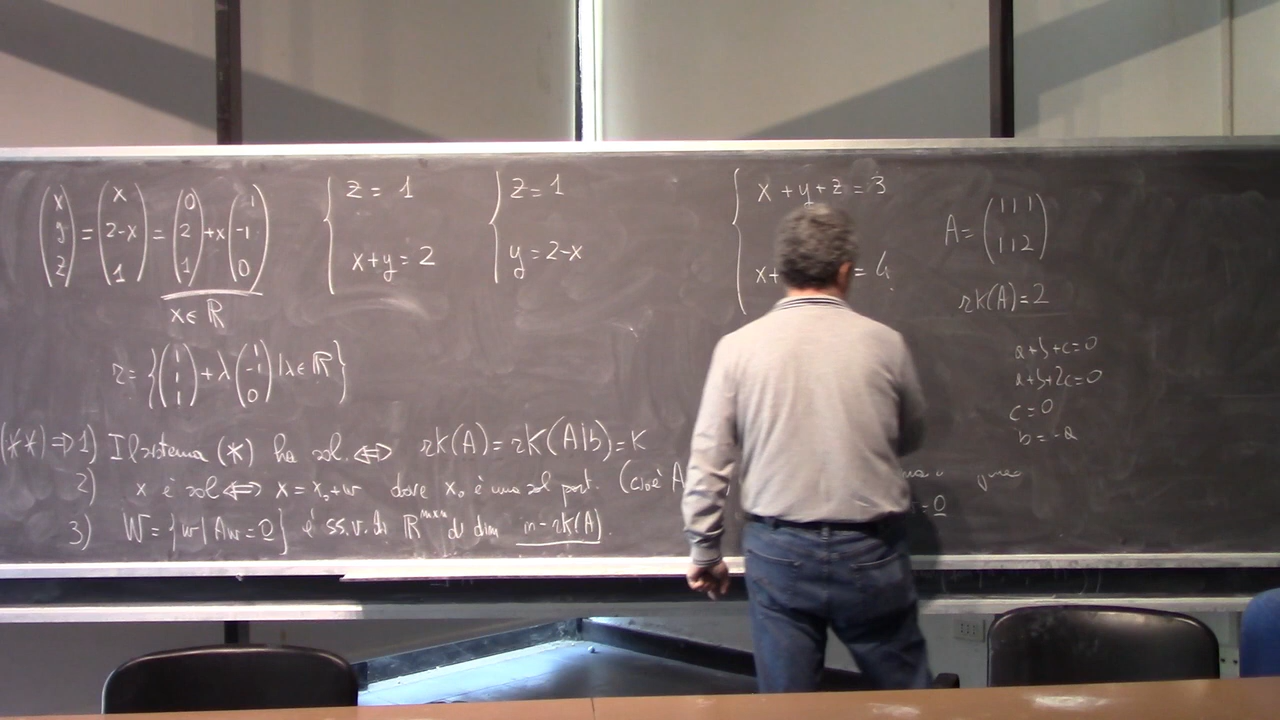 (x y z) = (x 2-x 1) = (0 2 1) + x (1 -1 0)
x ∈ ℝ
{ z = 1
x+y = 2
{ z = 1
y = 2-x
{ x + y + z = 3
x+ = 4
A = (1 1 1
1 1 2)
rk(A) = 2
a+b+c=0
a+b+2c=0
c=0
b=-a
r = { (1 1 1) + λ (1 -1 0) | λ ∈ ℝ }
(**) ⇒ 1) Il sistema (*) ha sol. ⇔ rk(A) = rk(A|b) = K
2) x è sol ⇔ x = x₀+w dove x₀ è una sol part. (cioè A
= 0
3) W = {w | Aw = 0} è ss.v. di ℝ di dim n-rk(A).